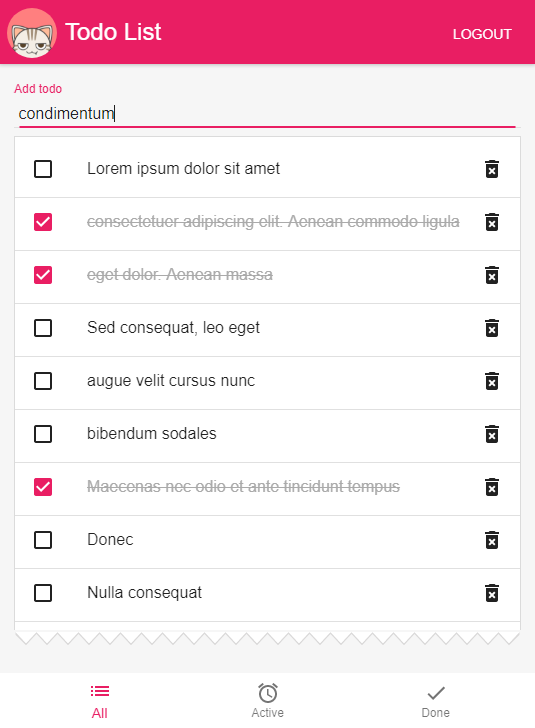 Todo List
LOGOUT
Add todo
condimentum
Lorem ipsum dolor sit amet
consectetuer adipiscing elit. Aenean commodo ligula
eget dolor. Aenean massa
Sed consequat, leo eget
augue velit cursus nunc
bibendum sodales
Maecenas nec odio et ante tincidunt tempus
Donec
Nulla consequat
All
Active
Done